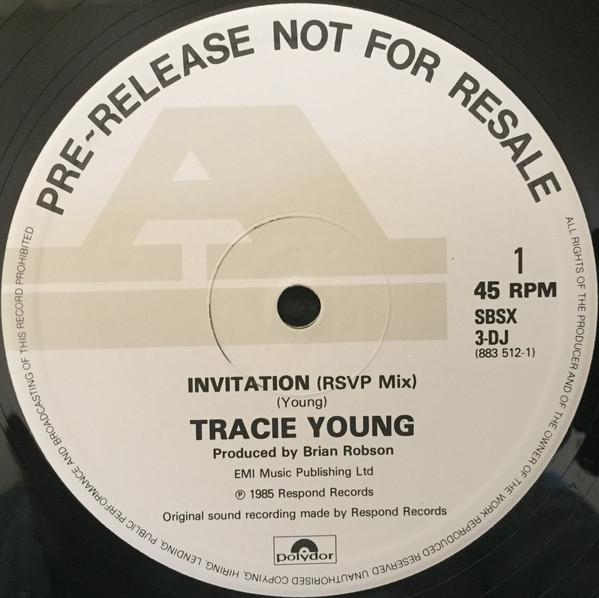 PRE-RELEASE NOT FOR RESALE
1
45 RPM
SBSX
3-DJ
(883 512-1)
INVITATION (RSVP Mix)
(Young)
TRACIE YOUNG
Produced by Brian Robson
EMI Music Publishing Ltd
℗ 1985 Respond Records
Original sound recording made by Respond Records
polydor
ALL RIGHTS OF THE PRODUCER AND OF THE OWNER OF THE WORK REPRODUCED RESERVED UNAUTHORISED COPYING, HIRING, LENDING, PUBLIC PERFORMANCE AND BROADCASTING OF THIS RECORD PROHIBITED
A